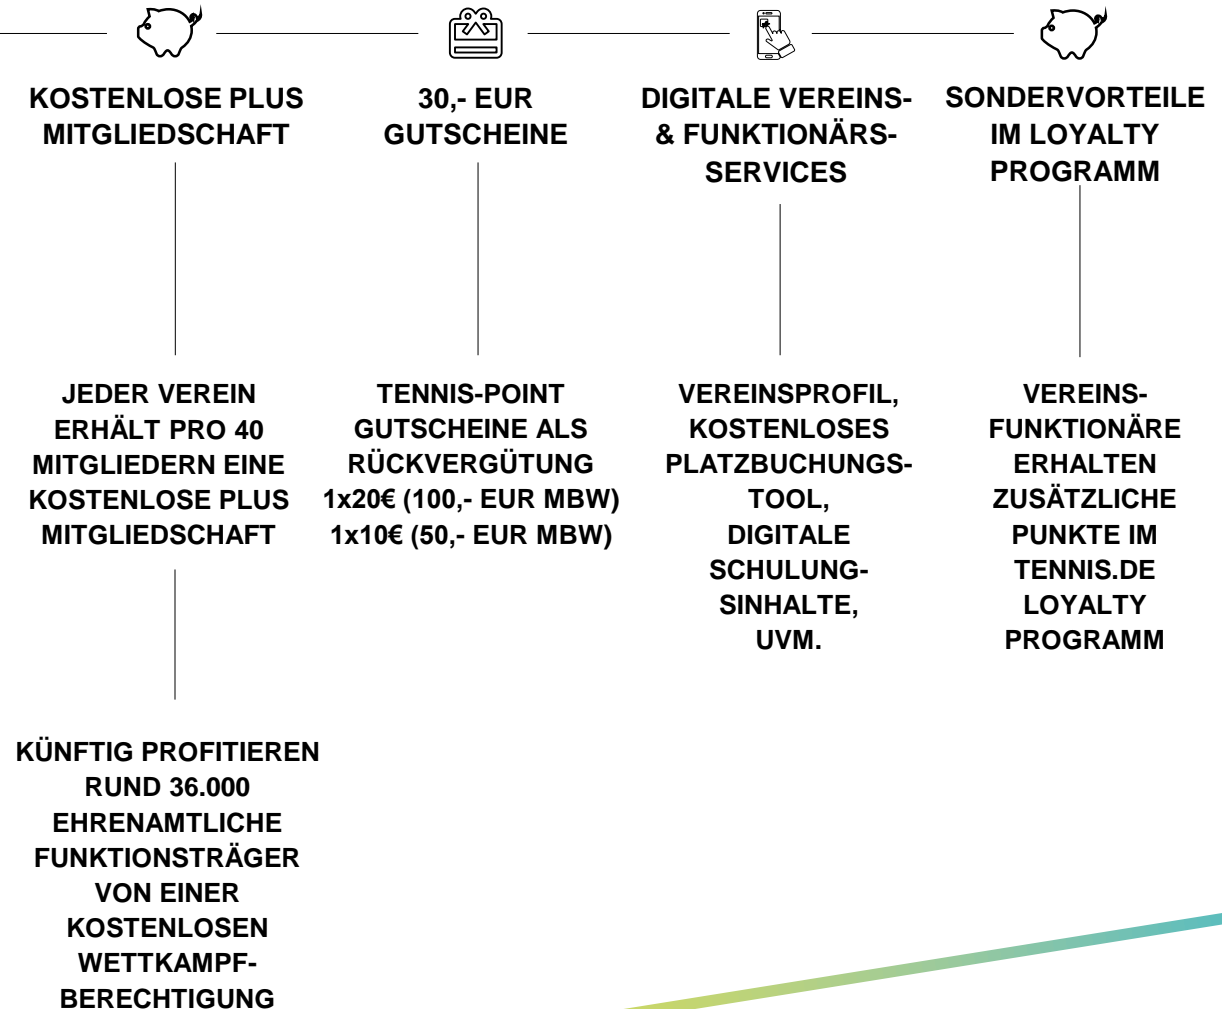 KOSTENLOSE PLUS
MITGLIEDSCHAFT
JEDER VEREIN
ERHÄLT PRO 40
MITGLIEDERN EINE
KOSTENLOSE PLUS
MITGLIEDSCHAFT
KÜNFTIG PROFITIEREN
RUND 36.000
EHRENAMTLICHE
FUNKTIONSTRÄGER
VON EINER
KOSTENLOSEN
WETTKAMPF-
BERECHTIGUNG
30,- EUR
GUTSCHEINE
TENNIS-POINT
GUTSCHEINE ALS
RÜCKVERGÜTUNG
1x20€ (100,- EUR MBW)
1x10€ (50,- EUR MBW)
DIGITALE VEREINS-
& FUNKTIONÄRS-
SERVICES
VEREINSPROFIL,
KOSTENLOSES
PLATZBUCHUNGS-
TOOL,
DIGITALE
SCHULUNG-
SINHALTE,
UVM.
SONDERVORTEILE
IM LOYALTY
PROGRAMM
VEREINS-
FUNKTIONÄRE
ERHALTEN
ZUSÄTZLICHE
PUNKTE IM
TENNIS.DE
LOYALTY
PROGRAMM